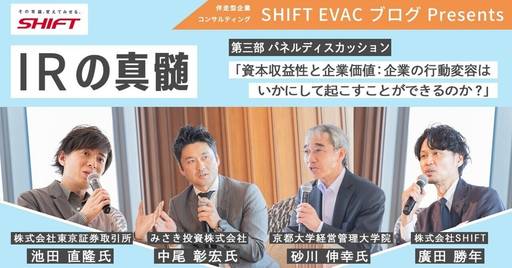 その常識、変えてみせる。
SHIFT
伴走型企業
コンサルティング
SHIFT EVAC ブログ Presents
IRの真髄
第三部 パネルディスカッション
「資本収益性と企業価値：企業の行動変容は
いかにして起こすことができるのか？」
株式会社東京証券取引所
池田 直隆氏
みさき投資株式会社
中尾 彰宏氏
京都大学経営管理大学院
砂川 伸幸氏
株式会社SHIFT
廣田 勝年